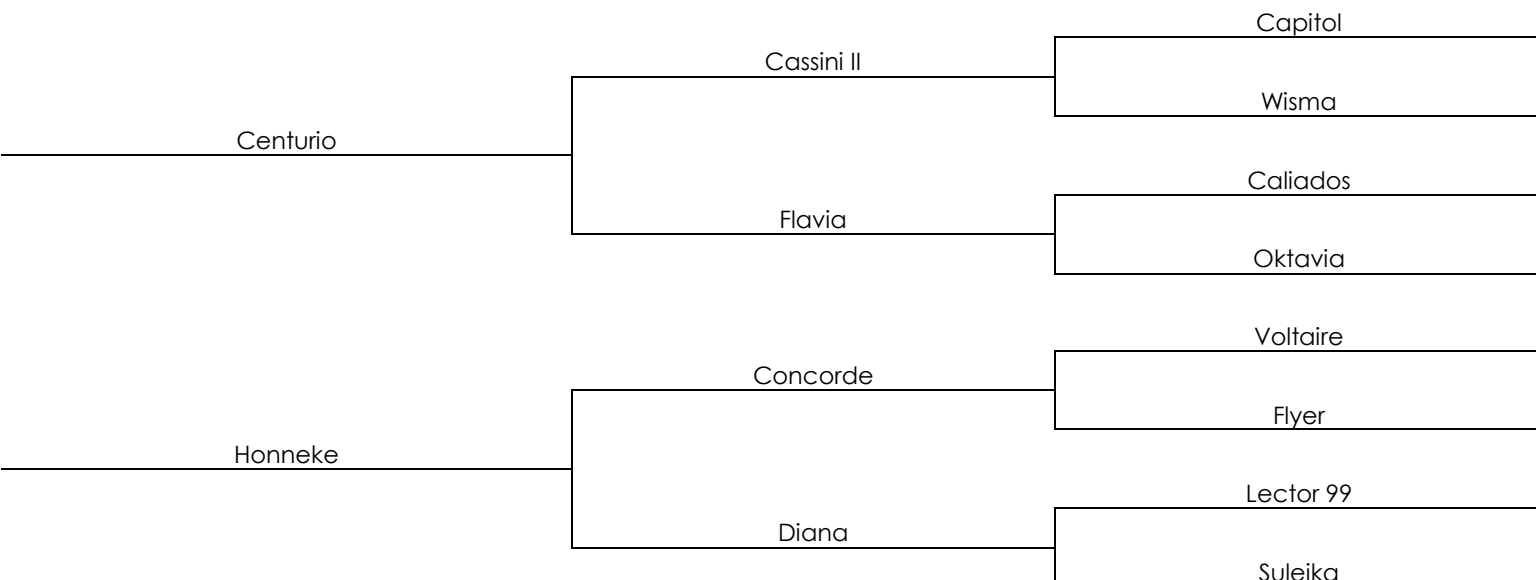 Capitol
Cassini II
Wisma
Centurio
Caliados
Flavia
Oktavia
Voltaire
Concorde
Flyer
Honneke
Lector 99
Diana
Suleika